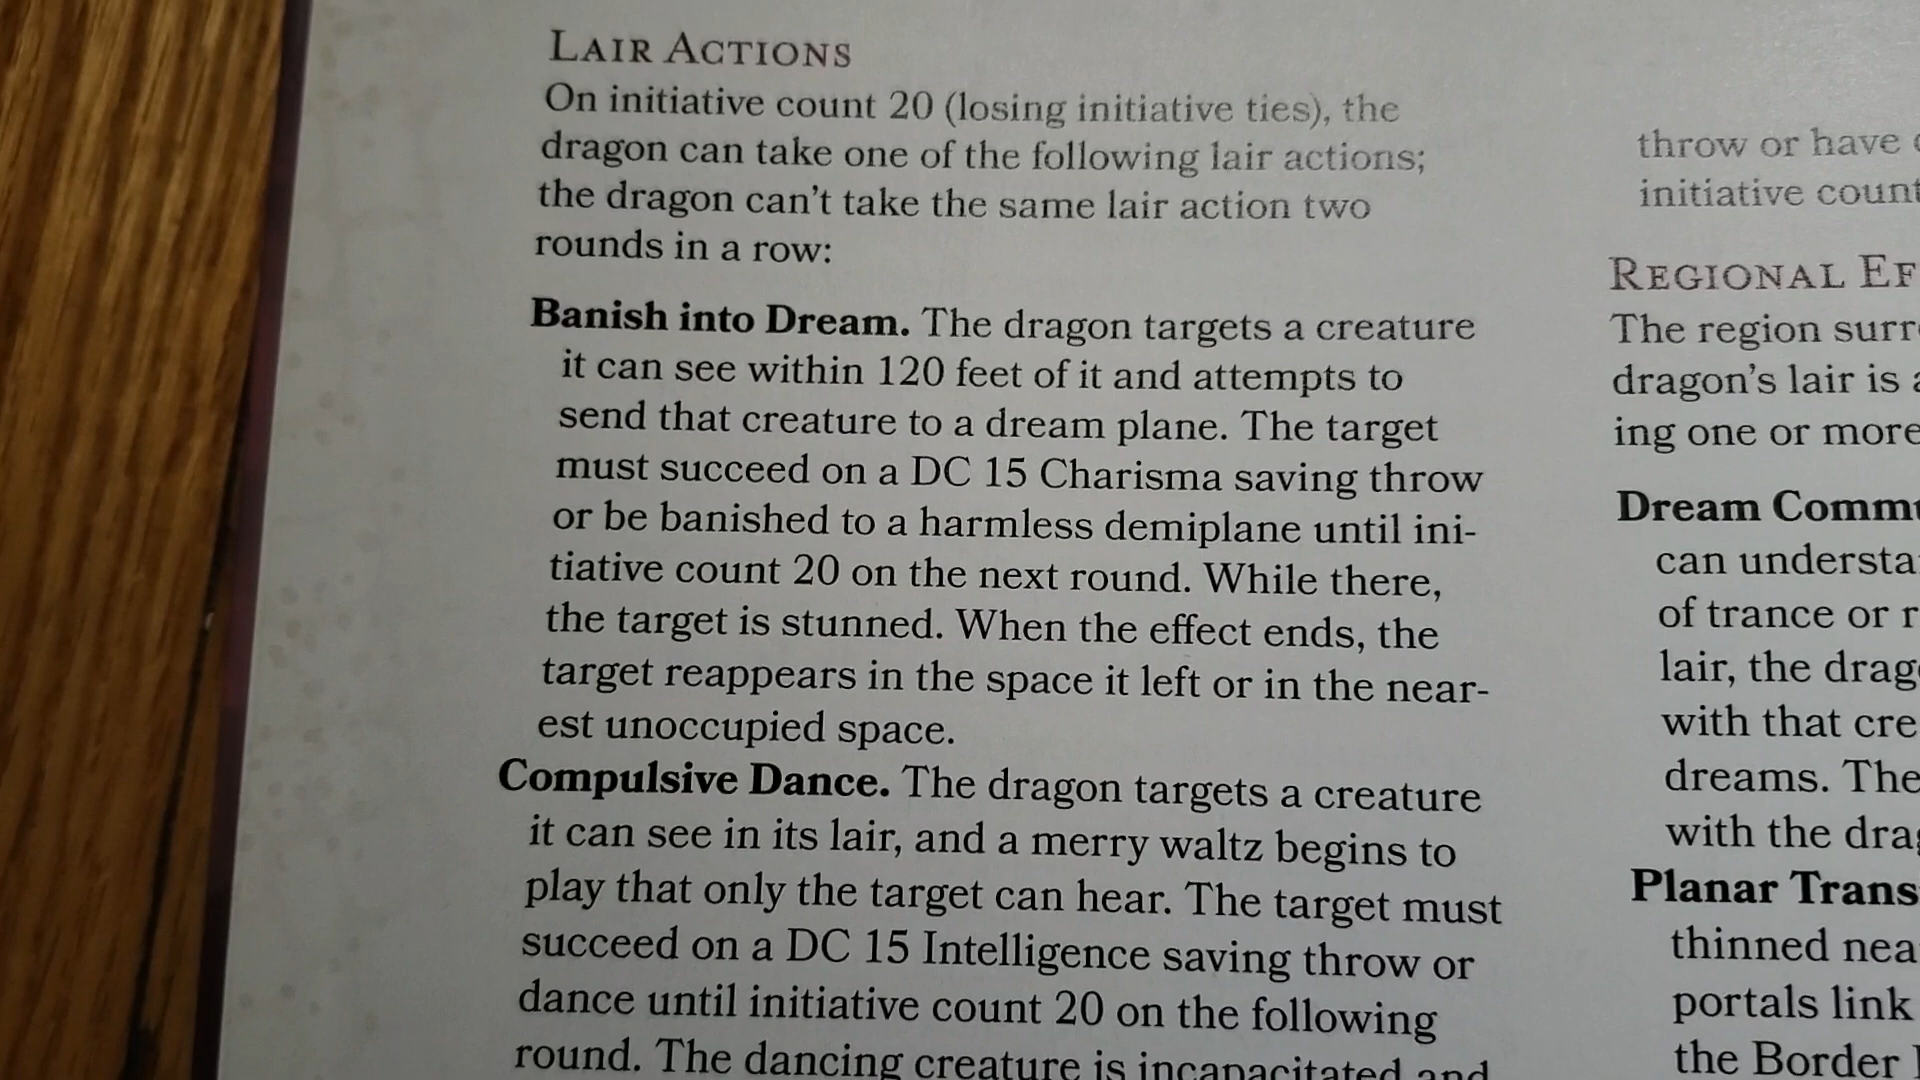 LAIR ACTIONS
On initiative count 20 (losing initiative ties), the
dragon can take one of the following lair actions;
the dragon can't take the same lair action two
rounds in a row:
Banish into Dream. The dragon targets a creature
it can see within 120 feet of it and attempts to
send that creature to a dream plane. The target
must succeed on a DC 15 Charisma saving throw
or be banished to a harmless demiplane until ini-
tiative count 20 on the next round. While there,
the target is stunned. When the effect ends, the
target reappears in the space it left or in the near-
est unoccupied space.
Compulsive Dance. The dragon targets a creature
it can see in its lair, and a merry waltz begins to
play that only the target can hear. The target must
succeed on a DC 15 Intelligence saving throw or
dance until initiative count 20 on the following
round. The dancing creature is incapacitated and
throw or have
initiative count
REGIONAL
The region
dragon's lair is
ing one or more
Dream
can
of trance or
lair, the
with that
dreams. The
with the
Planar
thinned
portals link
the Border